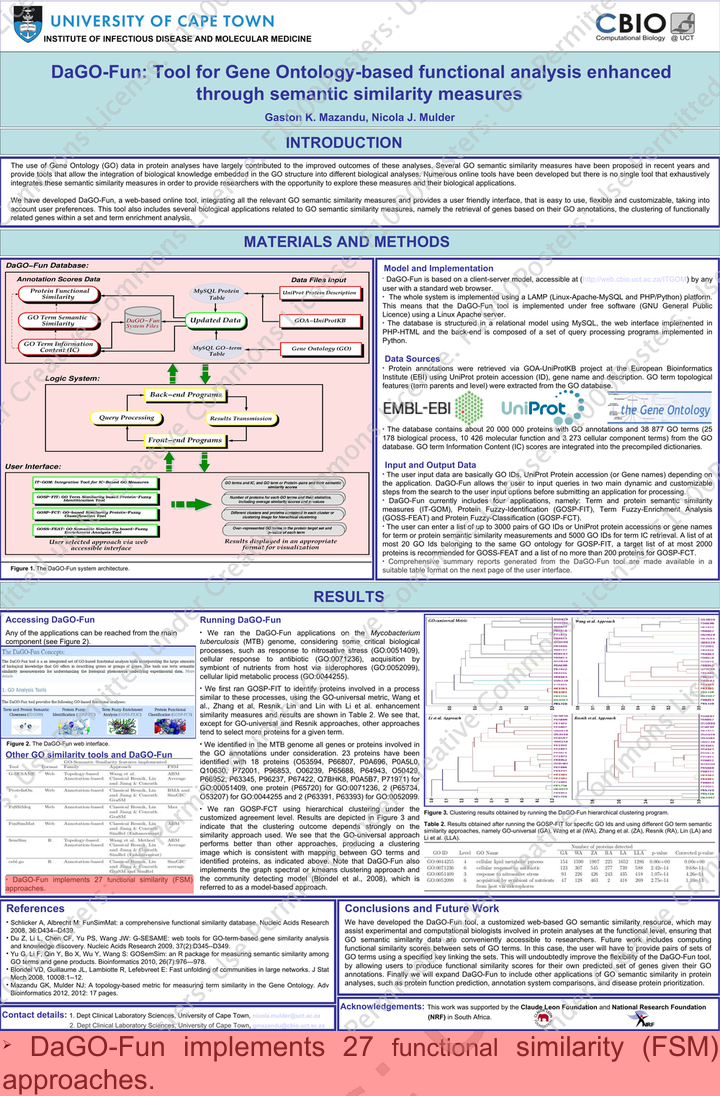 UNIVERSITY OF CAPE TOWN
INSTITUTE OF INFECTIOUS DISEASE AND MOLECULAR MEDICINE
CBIO
Computational Biology @ UCT
DaGO-Fun: Tool for Gene Ontology-based functional analysis enhanced
through semantic similarity measures
Gaston K. Mazandu, Nicola J. Mulder
INTRODUCTION
The use of Gene Ontology (GO) data in protein analyses have largely contributed to the improved outcomes of these analyses. Several GO semantic similarity measures have been proposed in recent years and
provide tools that allow the integration of biological knowledge embedded in the GO structure into different biological analyses. Numerous online tools have been developed but there is no single tool that exhaustively
integrates these semantic similarity measures in order to provide researchers with the opportunity to explore these measures and their biological applications.
We have developed DaGO-Fun, a web-based online tool, integrating all the relevant GO semantic similarity measures and provides a user friendly interface, that is easy to use, flexible and customizable, taking into
account user preferences. This tool also includes several biological applications related to GO semantic similarity measures, namely the retrieval of genes based on their GO annotations, the clustering of functionally
related genes within a set and term enrichment analysis.
MATERIALS AND METHODS
DaGO-Fun Database:
Annotation Scores Data
Protein Functional
Similarity
GO Term Semantic
Similarity
GO Term Information
Content (IC)
DaGO-Fun
System Files
MySQL Protein
Table
Updated Data
MySQL GO-term
Table
Data Files input
UniProt Protein Description
GOA-UniProtKB
Gene Ontology (GO)
Logic System:
Back-end Programs
Query Processing
Results Transmission
Front-end Programs
User Interface:
IT-GOM: Integration Tool for IC-Based GO Measures
GOSP-FIT: GO Term Similarity based Protein-Fuzzy
Identification Tool
GOSP-FCT: GO-based Similarity Protein-Fuzzy
Classification Tool
GOSS-FEAT: GO Semantic Similarity based-Fuzzy
Enrichment Analysis Tool
User selected approach via web
accessible interface
GO terms and IC, and GO term or Protein-pairs and their semantic
similarity scores
Number of proteins for each GO terms and their statistics,
including average similarity scores and p-values
Different clusters and proteins contained in each cluster or
clustering image for hierarchical clustering
Over-represented GO terms in the protein target set and
p-value of each term
Results displayed in an appropriate
format for visualization
Figure 1. The DaGO-Fun system architecture.
Model and Implementation
· DaGO-Fun is based on a client-server model, accessible at (http://web.cbio.uct.ac.za/ITGOM) by any
user with a standard web browser.
• The whole system is implemented using a LAMP (Linux-Apache-MySQL and PHP/Python) platform.
This means that the DaGO-Fun tool is implemented under free software (GNU General Public
Licence) using a Linux Apache server.
• The database is structured in a relational model using MySQL, the web interface implemented in
PHP-HTML and the back-end is composed of a set of query processing programs implemented in
Python.
Data Sources
• Protein annotations were retrieved via GOA-UniProtKB project at the European Bioinformatics
Institute (EBI) using UniProt protein accession (ID), gene name and description. GO term topological
features (term parents and level) were extracted from the GO database.
EMBL-EBI
UniProt
the Gene Ontology
• The database contains about 20 000 000 proteins with GO annotations and 38 877 GO terms (25
178 biological process, 10 426 molecular function and 3 273 cellular component terms) from the GO
database. GO term Information Content (IC) scores are integrated into the precompiled dictionaries.
Input and Output Data
• The user input data are basically GO IDs, UniProt Protein accession (or Gene names) depending on
the application. DaGO-Fun allows the user to input queries in two main dynamic and customizable
steps from the search to the user input options before submitting an application for processing.
• DaGO-Fun currently includes four applications, namely: Term and protein semantic similarity
measures (IT-GOM), Protein Fuzzy-Identification (GOSP-FIT), Term Fuzzy-Enrichment Analysis
(GOSS-FEAT) and Protein Fuzzy-Classification (GOSP-FCT).
• The user can enter a list of up to 3000 pairs of GO IDs or UniProt protein accessions or gene names
for term or protein semantic similarity measurements and 5000 GO IDs for term IC retrieval. A list of at
most 20 GO IDs belonging to the same GO ontology for GOSP-FIT, a target list of at most 2000
proteins is recommended for GOSS-FEAT and a list of no more than 200 proteins for GOSP-FCT.
• Comprehensive summary reports generated from the DaGO-Fun tool are made available in a
suitable table format on the next page of the user interface.
RESULTS
Accessing DaGO-Fun
Any of the applications can be reached from the main
component (see Figure 2).
The DaGO-Fun Concepts:
1. GO Analysis Tools
Figure 2. The DaGO-Fun web interface.
Other GO similarity tools and DaGO-Fun
• DaGO-Fun implements 27 functional similarity (FSM)
approaches.
Running DaGO-Fun
• We ran the DaGO-Fun applications on the Mycobacterium
tuberculosis (MTB) genome, considering some critical biological
processes, such as response to nitrosative stress (GO:0051409),
cellular response to antibiotic (GO:0071236), acquisition by
symbiont of nutrients from host via siderophores (GO:0052099),
cellular lipid metabolic process (GO:0044255).
• We first ran GOSP-FIT to identify proteins involved in a process
similar to these processes, using the GO-universal metric, Wang et
al., Zhang et al, Resnik, Lin and Lin with Li et al. enhancement
similarity measures and results are shown in Table 2. We see that,
except for GO-universal and Resnik approaches, other approaches
tend to select more proteins for a given term.
• We identified in the MTB genome all genes or proteins involved in
the GO annotations under consideration. 23 proteins have been
identified with 18 proteins (O53594, P66807, P0A696, P0A5L0,
Q10630, P72001, P96853, O06239, P65688, P64943, O50429,
P66952, P63345, P96237, P67422, Q7BHK8, P0A5B7, P71971) for
GO:0051409, one protein (P65720) for GO:0071236, 2 (P65734,
O53207) for GO:0044255 and 2 (P63391, P63393) for GO:0052099.
• We ran GOSP-FCT using hierarchical clustering under the
customized agreement level. Results are depicted in Figure 3 and
indicate that the clustering outcome depends strongly on the
similarity approach used. We see that the GO-universal approach
performs better than other approaches, producing a clustering
image which is consistent with mapping between GO terms and
identified proteins, as indicated above. Note that DaGO-Fun also
implements the graph spectral or kmeans clustering approach and
the community detecting model (Blondel et al., 2008), which is
referred to as a model-based approach.
GO-universal Metric
Wang et al. Approach
Li et al. Approach
Resnik et al. Approach
Figure 3. Clustering results obtained by running the DaGO-Fun hierarchical clustering program.
Table 2. Results obtained after running the GOSP-FIT for specific GO Ids and using different GO term semantic
similarity approaches, namely GO-universal (GA), Wang et al (WA), Zhang et al. (ZA), Resnik (RA), Lin (LA) and
Li et al. (LLA).
Number of proteins detected
GO ID Level GO Name GA WA ZA RA LA LLA p-value Corrected p-value
References
• Schlicker A, Albrecht M: FunSimMat: a comprehensive functional similarity database. Nucleic Acids Research
2008, 36:D434–D439.
• Du Z, Li L, Chen CF, Yu PS, Wang JW: G-SESAME: web tools for GO-term-based gene similarity analysis
and knowledge discovery. Nucleic Acids Research 2009, 37(2):D345–D349.
• Yu G, Li F, Qin Y, Bo X, Wu Y, Wang S: GOSemSim: an R package for measuring semantic similarity among
GO terms and gene products. Bioinformatics 2010, 26(7):976–978.
• Blondel VD, Guillaume JL, Lambiotte R, Lefebvreet E: Fast unfolding of communities in large networks. J Stat
Mech 2008, 10008:1–12.
• Mazandu GK, Mulder NJ: A topology-based metric for measuring term similarity in the Gene Ontology. Adv
Bioinformatics 2012, 2012: 17 pages.
Contact details: 1. Dept Clinical Laboratory Sciences, University of Cape Town, nicola.mulder@uct.ac.za
2. Dept Clinical Laboratory Sciences, University of Cape Town, gmazandu@cbio.uct.ac.za
Conclusions and Future Work
We have developed the DaGO-Fun tool, a customized web-based GO semantic similarity resource, which may
assist experimental and computational biologists involved in protein analyses at the functional level, ensuring that
GO semantic similarity data are conveniently accessible to researchers. Future work includes computing
functional similarity scores between sets of GO terms. In this case, the user will have to provide pairs of sets of
GO terms using a specified key linking the sets. This will undoubtedly improve the flexibility of the DaGO-Fun tool,
by allowing users to produce functional similarity scores for their own predicted set of genes given their GO
annotations. Finally we will expand DaGO-Fun to include other applications of GO semantic similarity in protein
analyses, such as protein function prediction, annotation system comparisons, and disease protein prioritization.
Acknowledgements: This work was supported by the Claude Leon Foundation and National Research Foundation
(NRF) in South Africa.
NRF
➢ DaGO-Fun implements 27 functional similarity (FSM)
approaches.